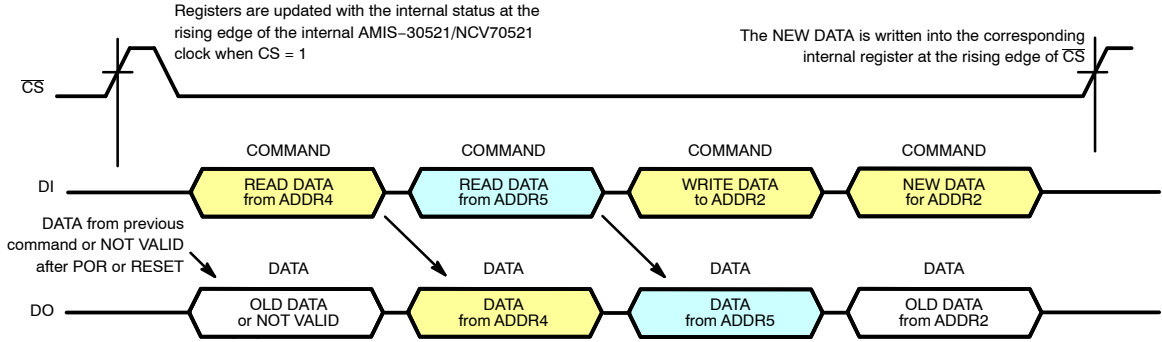 Registers are updated with the internal status at the
rising edge of the internal AMIS−30521/NCV70521
clock when CS = 1
The NEW DATA is written into the corresponding
internal register at the rising edge of CS
CS
COMMAND COMMAND COMMAND COMMAND
DI
READ DATA
from ADDR4
READ DATA
from ADDR5
WRITE DATA
to ADDR2
NEW DATA
for ADDR2
DATA from previous
command or NOT VALID
after POR or RESET
DATA DATA DATA DATA
DO
OLD DATA
or NOT VALID
DATA
from ADDR4
DATA
from ADDR5
OLD DATA
from ADDR2